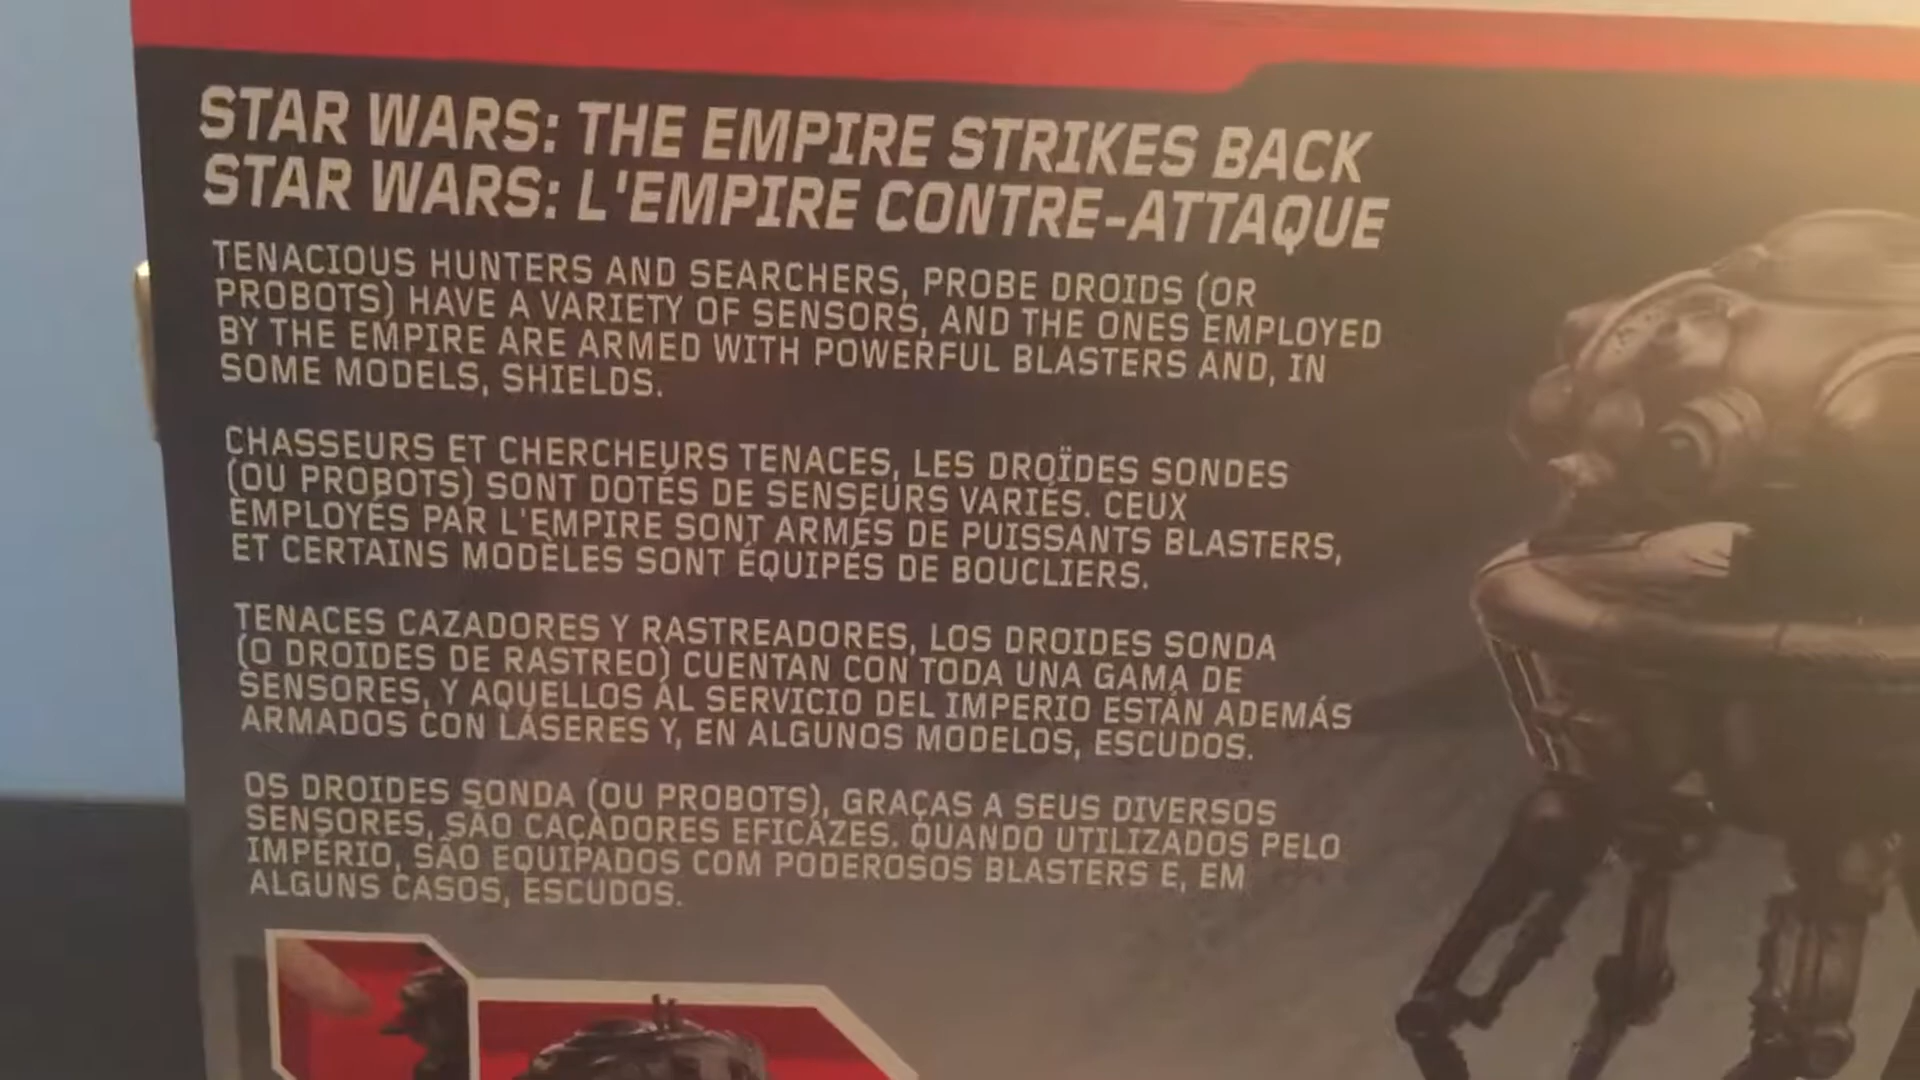 STAR WARS: THE EMPIRE STRIKES BACK
STAR WARS: L'EMPIRE CONTRE-ATTAQUE
TENACIOUS HUNTERS AND SEARCHERS, PROBE DROIDS (OR
PROBOTS) HAVE A VARIETY OF SENSORS, AND THE ONES EMPLOYED
BY THE EMPIRE ARE ARMED WITH POWERFUL BLASTERS AND, IN
SOME MODELS, SHIELDS.
CHASSEURS ET CHERCHEURS TENACES, LES DROÏDES SONDES
(OU PROBOTS) SONT DOTÉS DE SENSEURS VARIÉS. CEUX
EMPLOYÉS PAR L'EMPIRE SONT ARMÉS DE PUISSANTS BLASTERS,
ET CERTAINS MODÈLES SONT ÉQUIPÉS DE BOUCLIERS.
TENACES CAZADORES Y RASTREADORES, LOS DROIDES SONDA
(O DROIDES DE RASTREO) CUENTAN CON TODA UNA GAMA DE
SENSORES, Y AQUELLOS AL SERVICIO DEL IMPERIO ESTÁN ADEMÁS
ARMADOS CON LÁSERES Y, EN ALGUNOS MODELOS, ESCUDOS.
OS DROIDES SONDA (OU PROBOTS), GRAÇAS A SEUS DIVERSOS
SENSORES, SÃO CAÇADORES EFICAZES. QUANDO UTILIZADOS PELO
IMPÉRIO, SÃO EQUIPADOS COM PODEROSOS BLASTERS E, EM
ALGUNS CASOS, ESCUDOS.